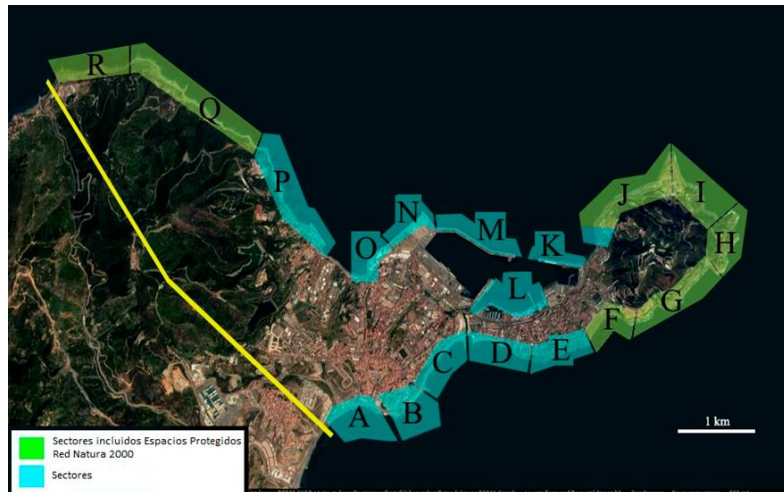 R
Q
P
O
N
M
K
J
I
H
G
F
L
E
D
C
B
A
1 km
Sectores incluidos Espacios Protegidos
Red Natura 2000
Sectores